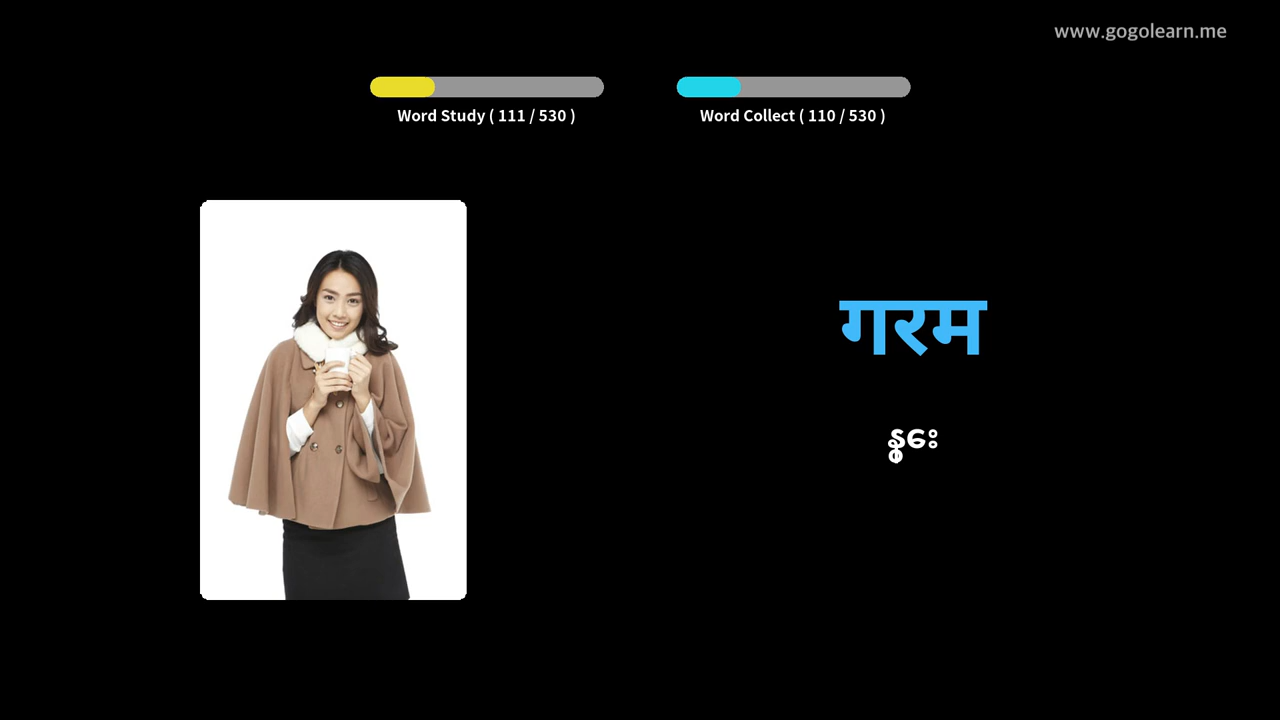 www.gogolearn.me
Word Study ( 111 / 530 )
Word Collect ( 110 / 530 )
गरम
နွေး